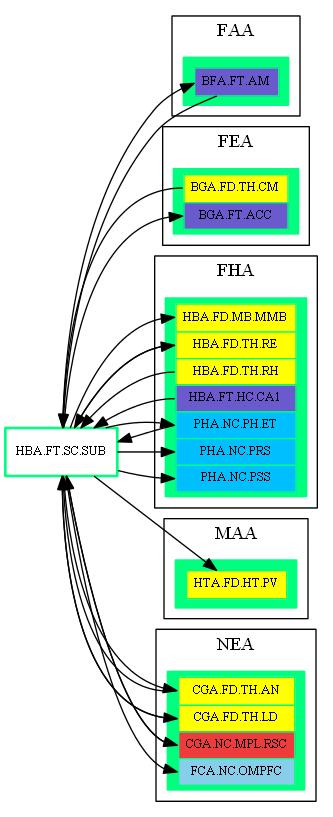 FAA
BFA.FT.AM
FEA
BGA.FD.TH.CM
BGA.FT.ACC
FHA
HBA.FD.MB.MMB
HBA.FD.TH.RE
HBA.FD.TH.RH
HBA.FT.HC.CA1
PHA.NC.PH.ET
PHA.NC.PRS
PHA.NC.PSS
HBA.FT.SC.SUB
MAA
HTA.FD.HT.PV
NEA
CGA.FD.TH.AN
CGA.FD.TH.LD
CGA.NC.MPL.RSC
FCA.NC.OMPFC